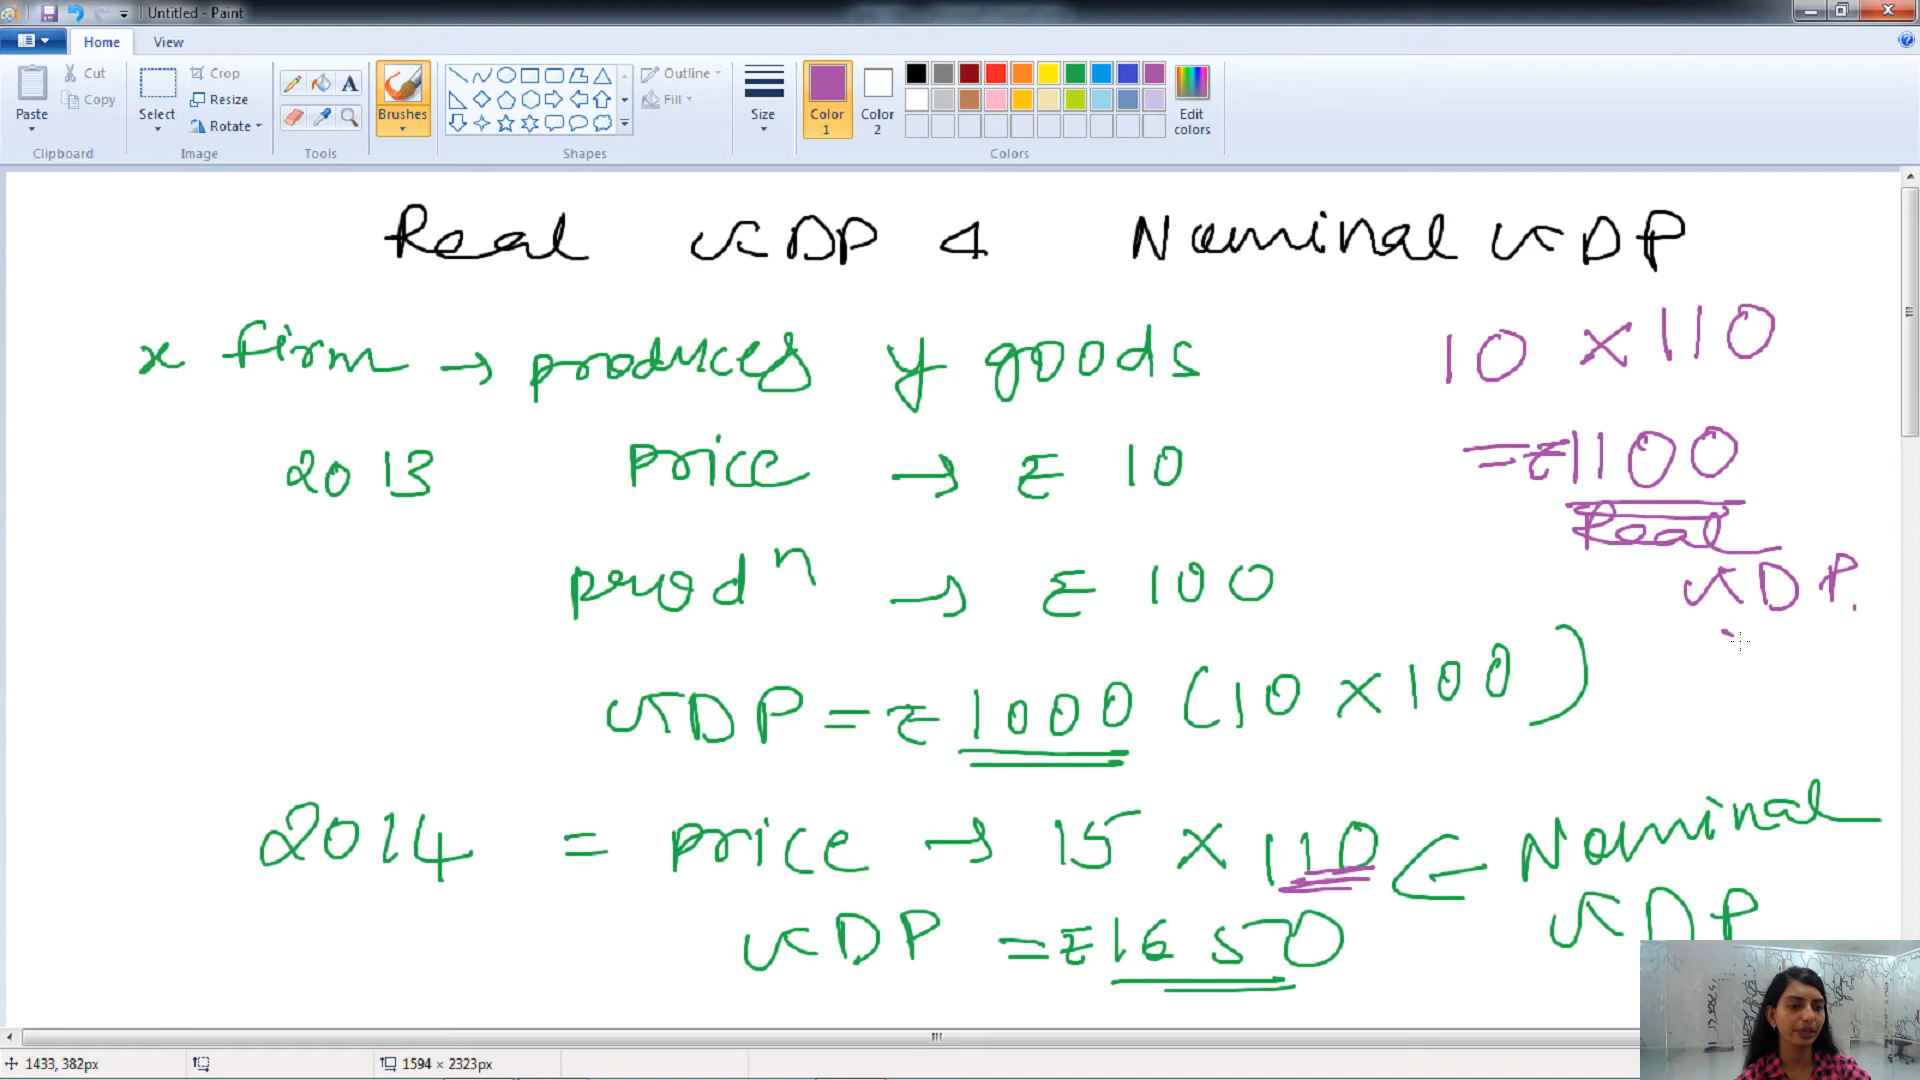 Untitled - Paint
Home View
Paste Cut Copy Clipboard
Select Crop Resize Rotate Image
Tools
Brushes
Shapes Outline Fill
Size
Color 1 Color 2 Edit colors Colors
Real GDP & Nominal GDP
x firm → produces y goods
10 × 110
2013 Price → ₹ 10
= ₹1100
Real
GDP.
prodⁿ → ₹ 100
GDP = ₹ 1000 (10 × 100)
2014 = price → 15 × 110 ← Nominal
GDP
GDP = ₹1650
1433, 382px 1594 × 2323px